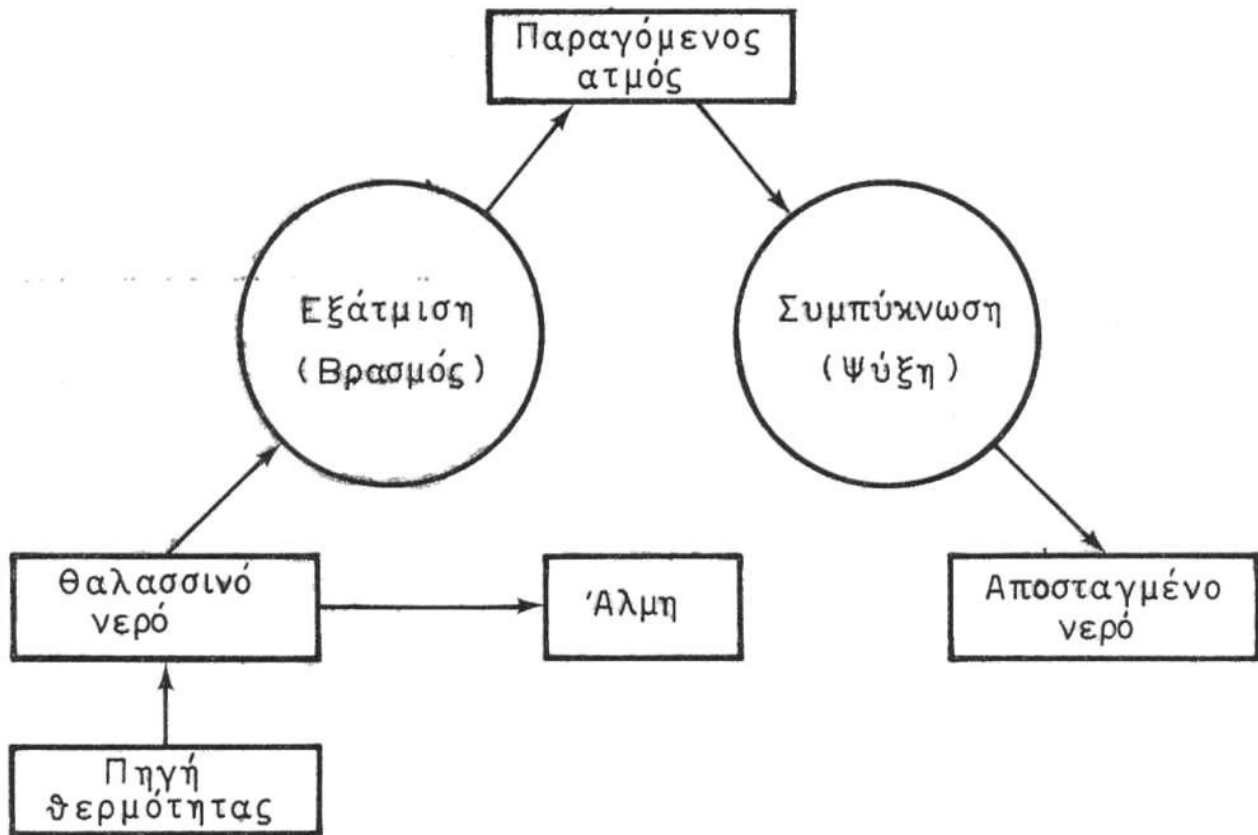 Παραγόμενος
ατμός
Εξάτμιση
(Βρασμός)
Συμπύκνωση
(Ψύξη)
Θαλασσινό
νερό
Άλμη
Αποσταγμένο
νερό
Πηγή
θερμότητας